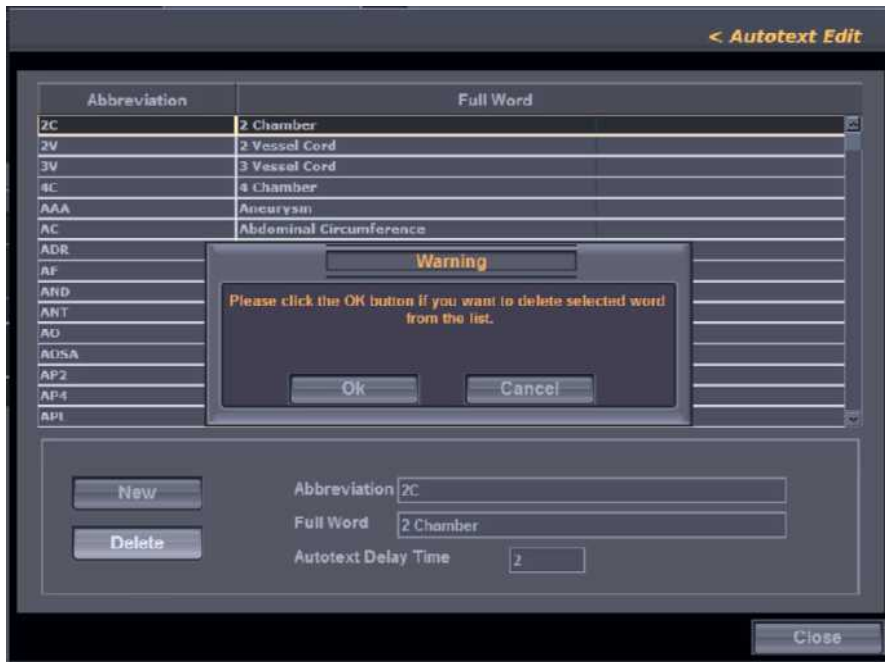 < Autotext Edit
Abbreviation Full Word
2C 2 Chamber
2V 2 Vessel Cord
3V 3 Vessel Cord
4C 4 Chamber
AAA Aneurysm
AC Abdominal Circumference
ADR
AF
AND
ANT
AO
AOSA
AP2
AP4
APL
Warning
Please click the OK button if you want to delete selected word
from the list.
Ok Cancel
New Abbreviation 2C
Full Word 2 Chamber
Delete
Autotext Delay Time 2
Close